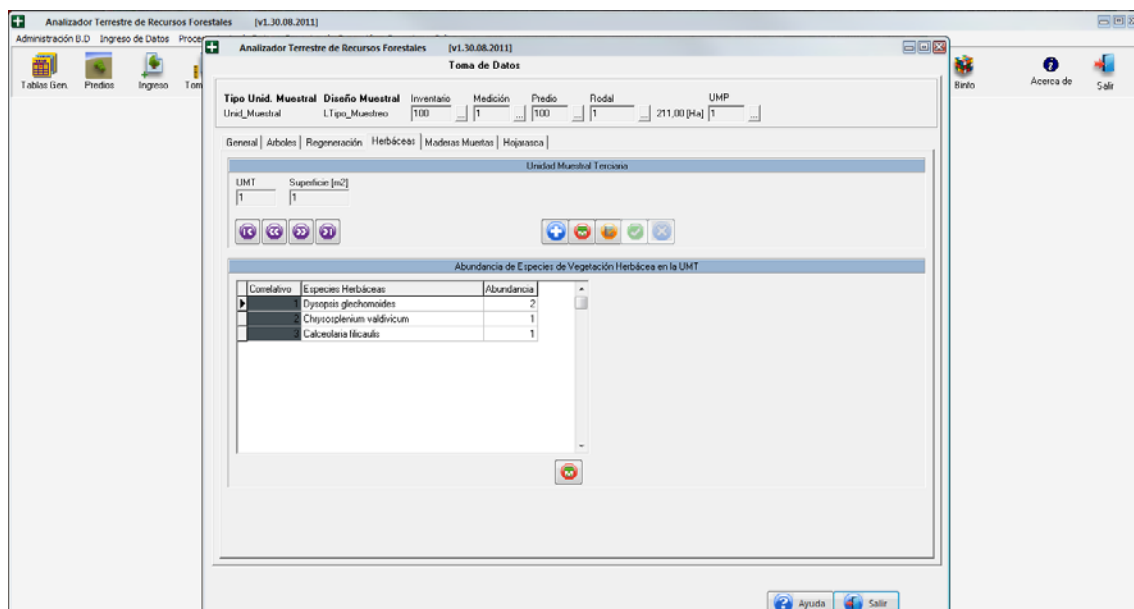 Analizador Terrestre de Recursos Forestales [v1.30.08.2011]
Administración B.D Ingreso de Datos
Tablas Gen. Predios Ingreso
Binfo Acerca de Salir
Analizador Terrestre de Recursos Forestales [v1.30.08.2011]
Toma de Datos
Tipo Unid. Muestral Diseño Muestral Inventario Medición Predio Rodal UMP
Unid_Muestral LTipo_Muestreo 100 ... 1 ... 100 ... 1 ... 211,00 [Ha] 1 ...
General Arboles Regeneración Herbáceas Maderas Muertas Hojarasca
Unidad Muestral Terciaria
UMT Superficie [m2]
1 1
Abundancia de Especies de Vegetación Herbácea en la UMT
Correlativo Especies Herbáceas Abundancia
1 Dysopsis glechomoides 2
2 Chrysosplenium valdivicum 1
3 Calceolaria filicaulis 1
Ayuda Salir